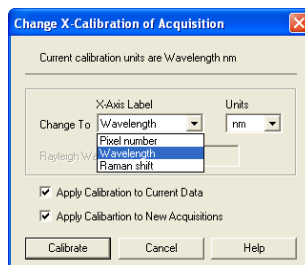 Change X-Calibration of Acquisition
Current calibration units are Wavelength nm
X-Axis Label Units
Change To Wavelength nm
Pixel number
Wavelength
Raman shift
Rayleigh Wa
Apply Calibration to Current Data
Apply Calibartion to New Acquisitions
Calibrate Cancel Help